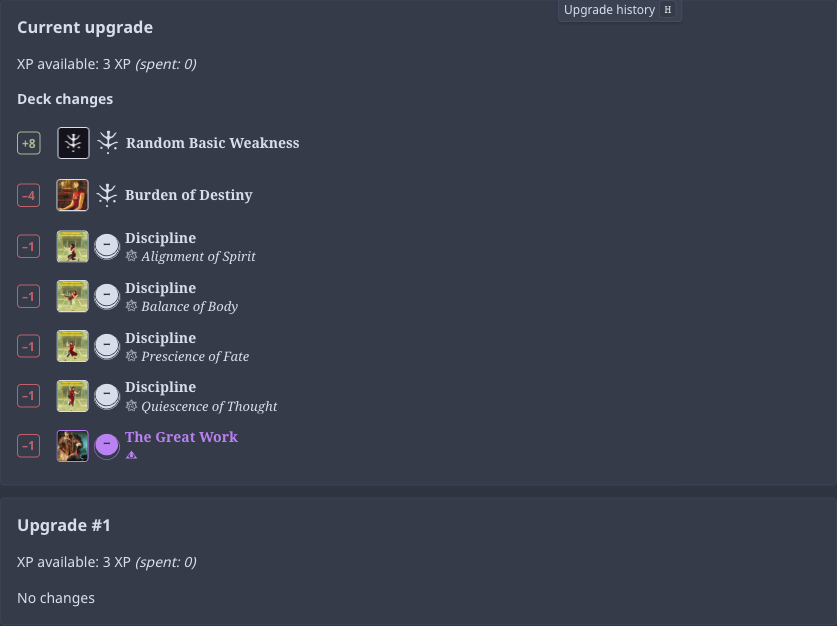 Upgrade history H
Current upgrade
XP available: 3 XP (spent: 0)
Deck changes
+8 Random Basic Weakness
–4 Burden of Destiny
–1 – Discipline
Alignment of Spirit
–1 – Discipline
Balance of Body
–1 – Discipline
Prescience of Fate
–1 – Discipline
Quiescence of Thought
–1 – The Great Work
Upgrade #1
XP available: 3 XP (spent: 0)
No changes